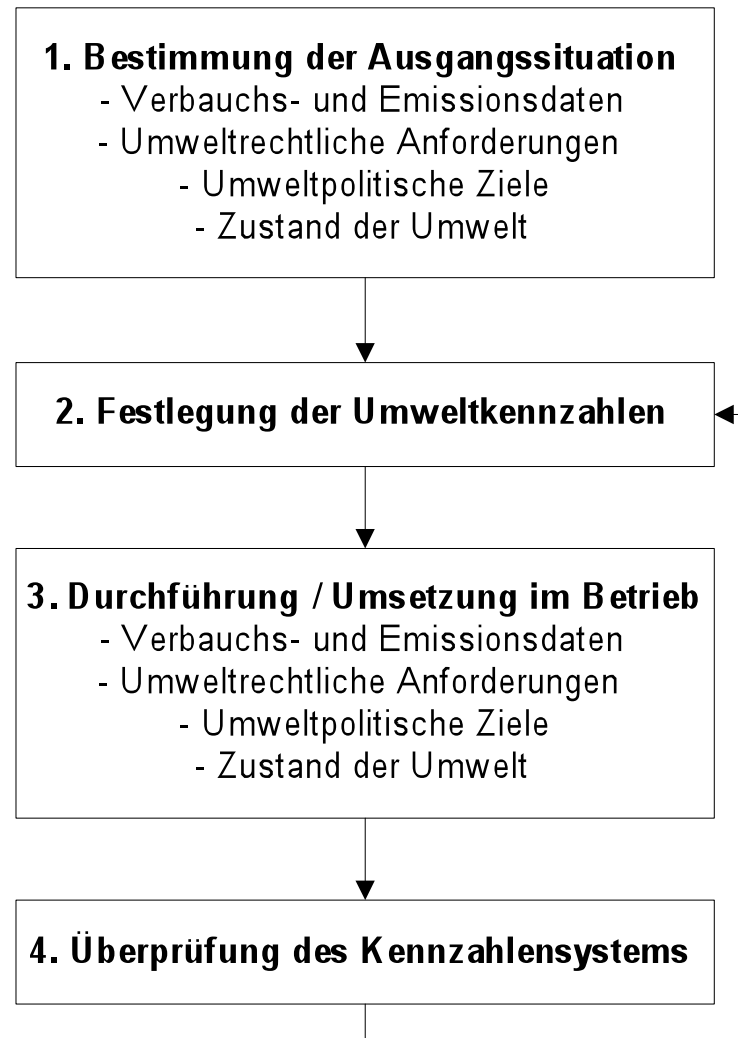 1. Bestimmung der Ausgangssituation
- Verbauchs- und Emissionsdaten
- Umweltrechtliche Anforderungen
- Umweltpolitische Ziele
- Zustand der Umwelt
2. Festlegung der Umweltkennzahlen
3. Durchführung / Umsetzung im Betrieb
- Verbauchs- und Emissionsdaten
- Umweltrechtliche Anforderungen
- Umweltpolitische Ziele
- Zustand der Umwelt
4. Überprüfung des Kennzahlensystems